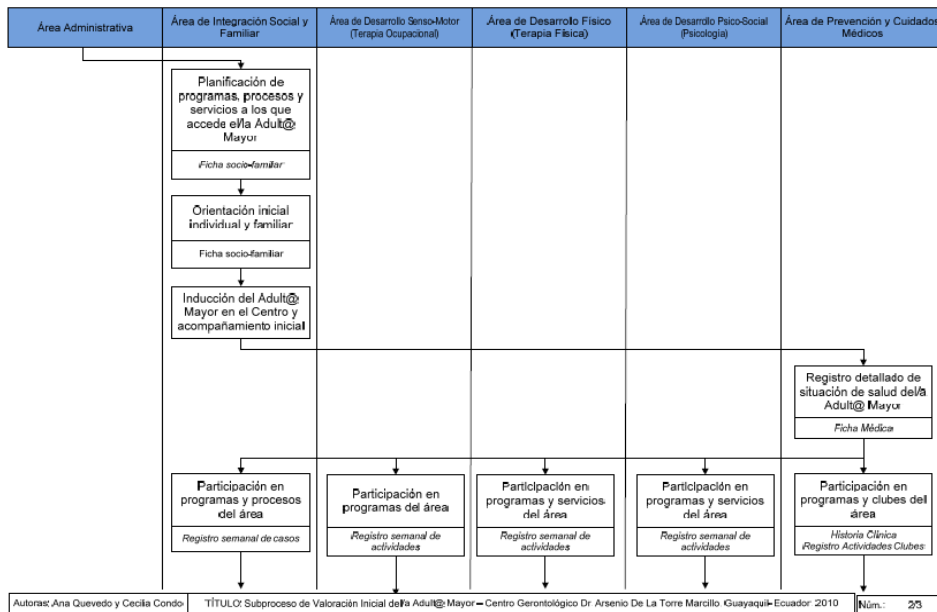 Área Administrativa
Área de Integración Social y
Familiar
Área de Desarrollo Senso-Motor
(Terapia Ocupacional)
Área de Desarrollo Físico
(Terapia Física)
Área de Desarrollo Psico-Social
(Psicología)
Área de Prevención y Cuidados
Médicos
Planificación de
programas, procesos y
servicios a los que
accede el/la Adult@
Mayor
Ficha socio-familiar
Orientación inicial
individual y familiar
Ficha socio-familiar
Inducción del Adult@
Mayor en el Centro y
acompañamiento inicial
Registro detallado de
situación de salud del/a
Adult@ Mayor
Ficha Médica
Participación en
programas y procesos
del área
Registro semanal de casos
Participación en
programas del área
Registro semanal de
actividades
Participación en
programas y servicios
del área
Registro semanal de
actividades
Participación en
programas y servicios
del área
Registro semanal de
actividades
Participación en
programas y clubes del
área
Historia Clínica
Registro Actividades Clubes
Autoras: Ana Quevedo y Cecilia Condo
TÍTULO: Subproceso de Valoración Inicial del/a Adult@ Mayor – Centro Gerontológico Dr. Arsenio De La Torre Marcillo. Guayaquil – Ecuador. 2010
Núm.: 2/3